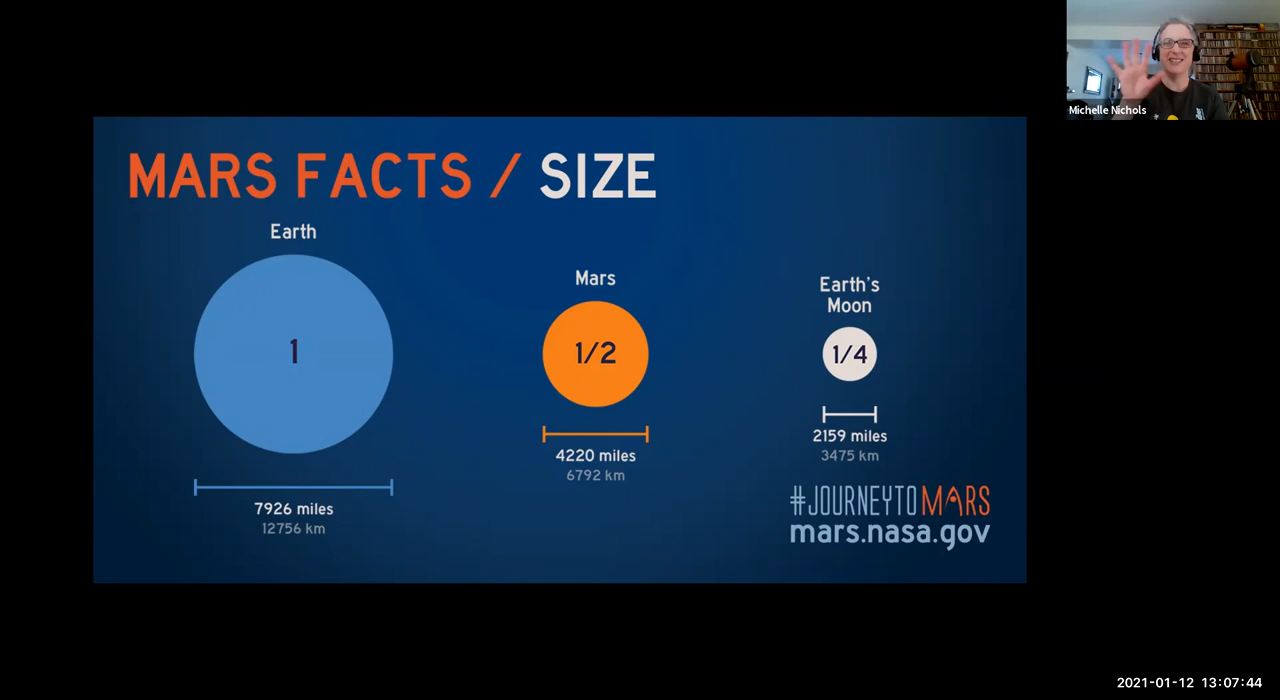 MARS FACTS / SIZE
Earth
1
7926 miles
12756 km
Mars
1/2
4220 miles
6792 km
Earth's
Moon
1/4
2159 miles
3475 km
#JOURNEYTOMARS
mars.nasa.gov
Michelle Nichols
2021-01-12 13:07:44